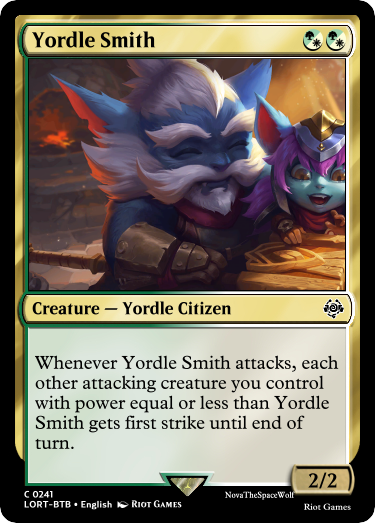 Yordle Smith
Creature — Yordle Citizen
Whenever Yordle Smith attacks, each
other attacking creature you control
with power equal or less than Yordle
Smith gets first strike until end of
turn.
2/2
C 0241
LORT-BTB • English RIOT GAMES
NovaTheSpaceWolf
Riot Games